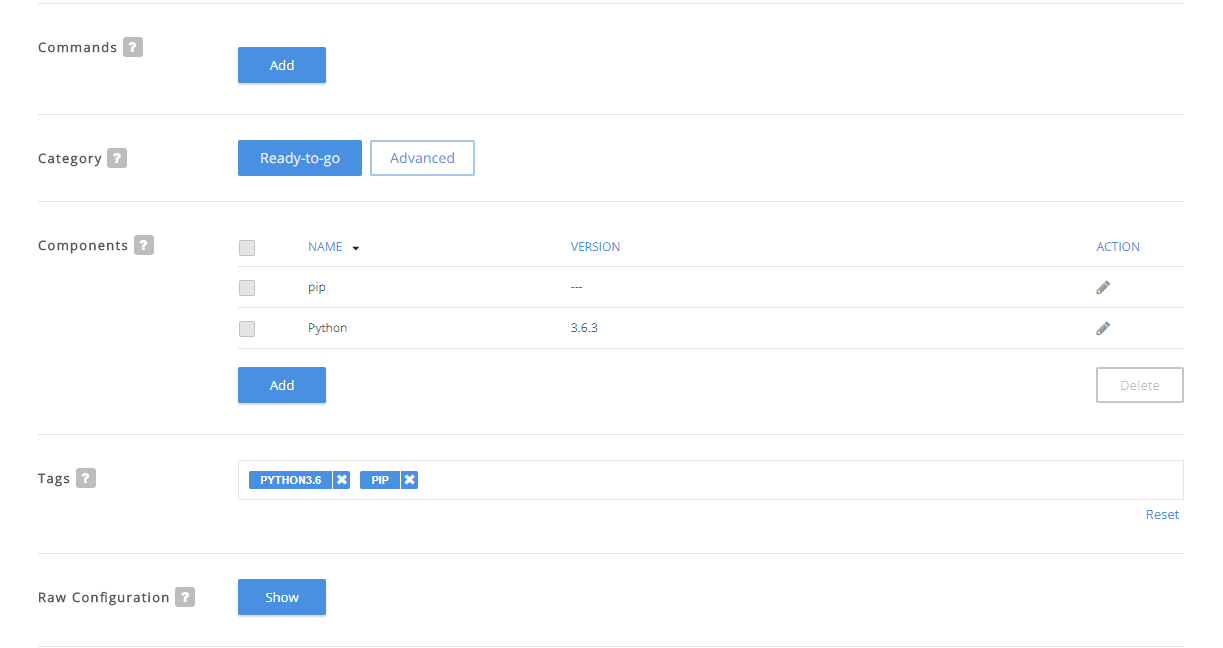 Commands ?
Add
Category ?
Ready-to-go Advanced
Components ?
NAME VERSION ACTION
pip ---
Python 3.6.3
Add Delete
Tags ?
PYTHON3.6 PIP
Reset
Raw Configuration ?
Show